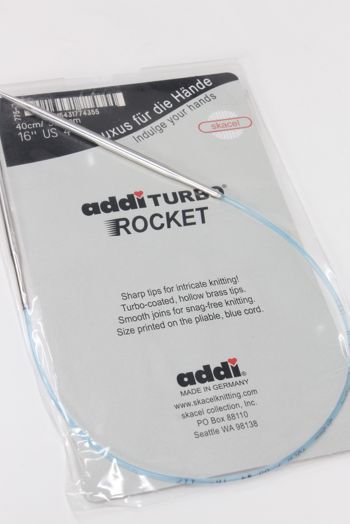 40cm/
16" US
Luxus für die Hände
Indulge your hands
skacel
addi TURBO®
ROCKET
Sharp tips for intricate knitting!
Turbo-coated, hollow brass tips.
Smooth joins for snag-free knitting.
Size printed on the pliable, blue cord.
addi®
MADE IN GERMANY
www.skacelknitting.com
skacel collection, Inc.
PO Box 88110
Seattle WA 98138